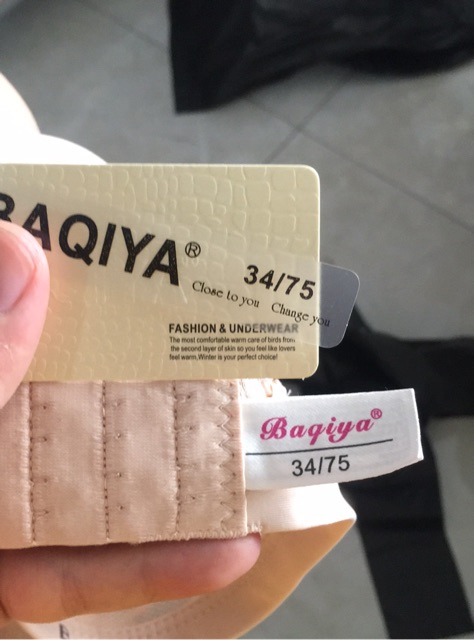 BAQIYA®
34/75
Close to you Change you
FASHION & UNDERWEAR
The most comfortable warm care of birds from
the second layer of skin so you feel like lovers
feel warm,Winter is your perfect choice!
Baqiya®
34/75